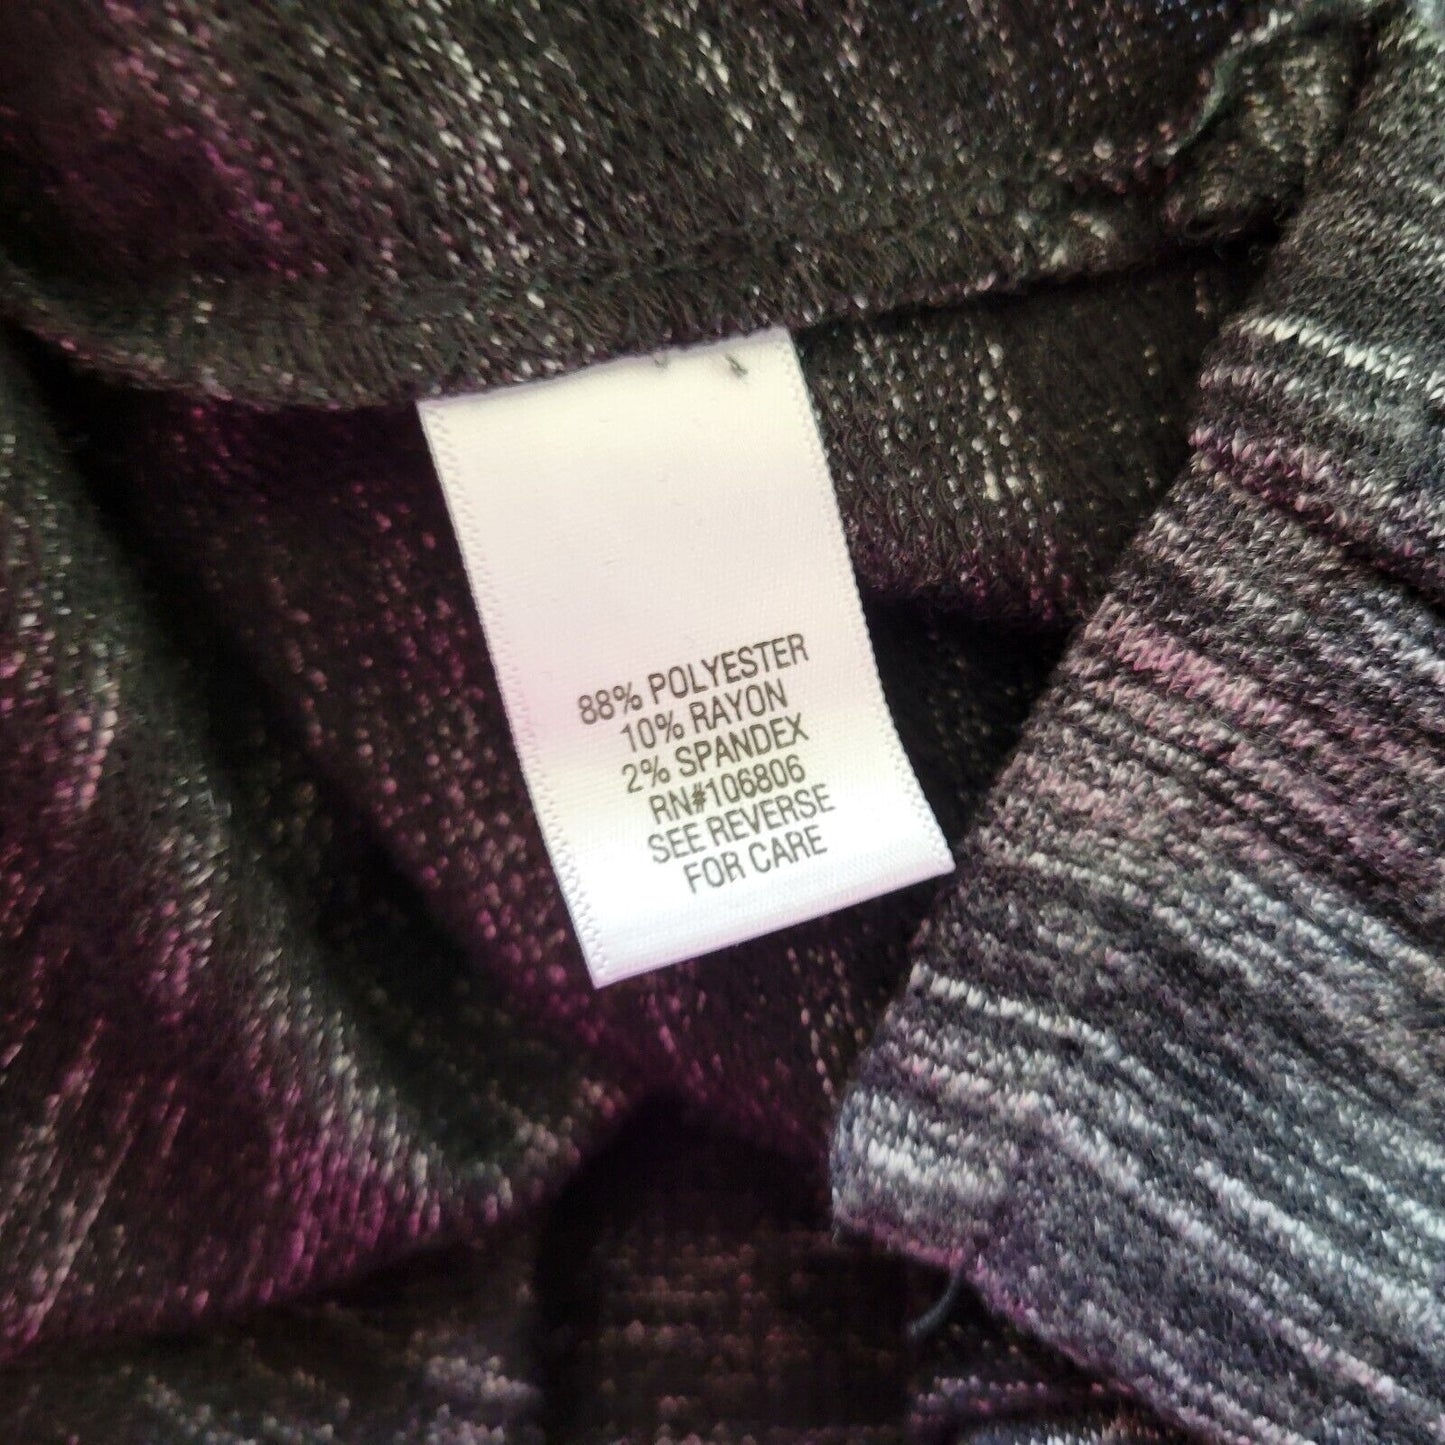 88% POLYESTER
10% RAYON
2% SPANDEX
RN#106806
SEE REVERSE
FOR CARE